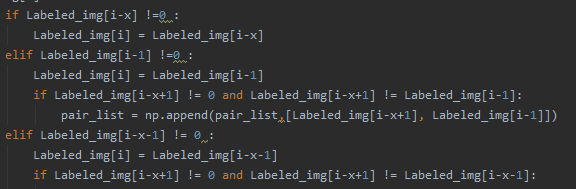 if Labeled_img[i-x] !=0 :
    Labeled_img[i] = Labeled_img[i-x]
elif Labeled_img[i-1] !=0 :
    Labeled_img[i] = Labeled_img[i-1]
    if Labeled_img[i-x+1] != 0 and Labeled_img[i-x+1] != Labeled_img[i-1]:
        pair_list = np.append(pair_list,[Labeled_img[i-x+1], Labeled_img[i-1]])
elif Labeled_img[i-x-1] != 0 :
    Labeled_img[i] = Labeled_img[i-x-1]
    if Labeled_img[i-x+1] != 0 and Labeled_img[i-x+1] != Labeled_img[i-x-1]: